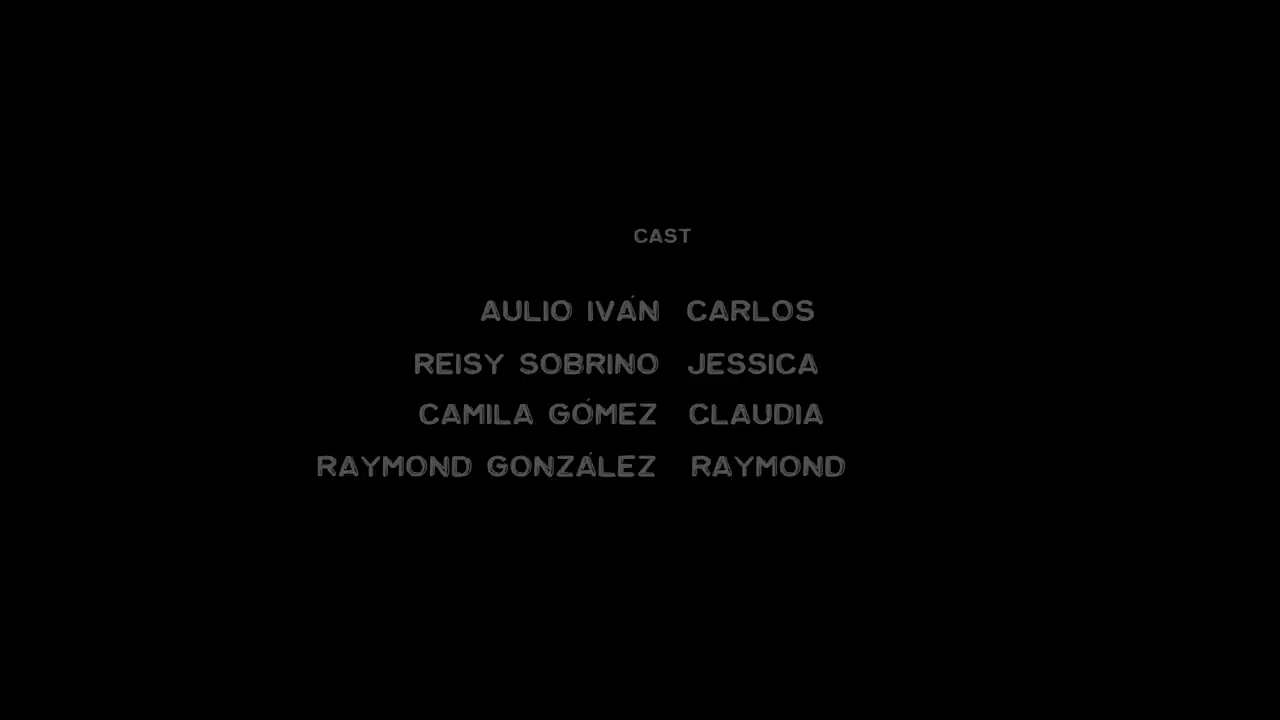 CAST
AULIO IVÁN CARLOS
REISY SOBRINO JESSICA
CAMILA GÓMEZ CLAUDIA
RAYMOND GONZÁLEZ RAYMOND